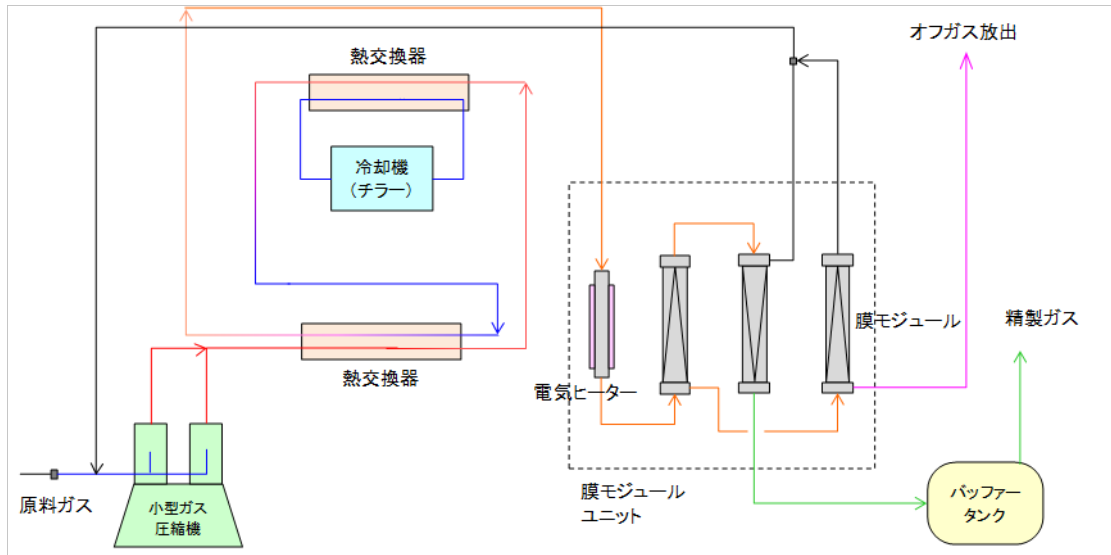 オフガス放出
熱交換器
冷却機
(チラー)
膜モジュール
精製ガス
熱交換器
電気ヒーター
原料ガス
小型ガス
圧縮機
膜モジュール
ユニット
バッファー
タンク